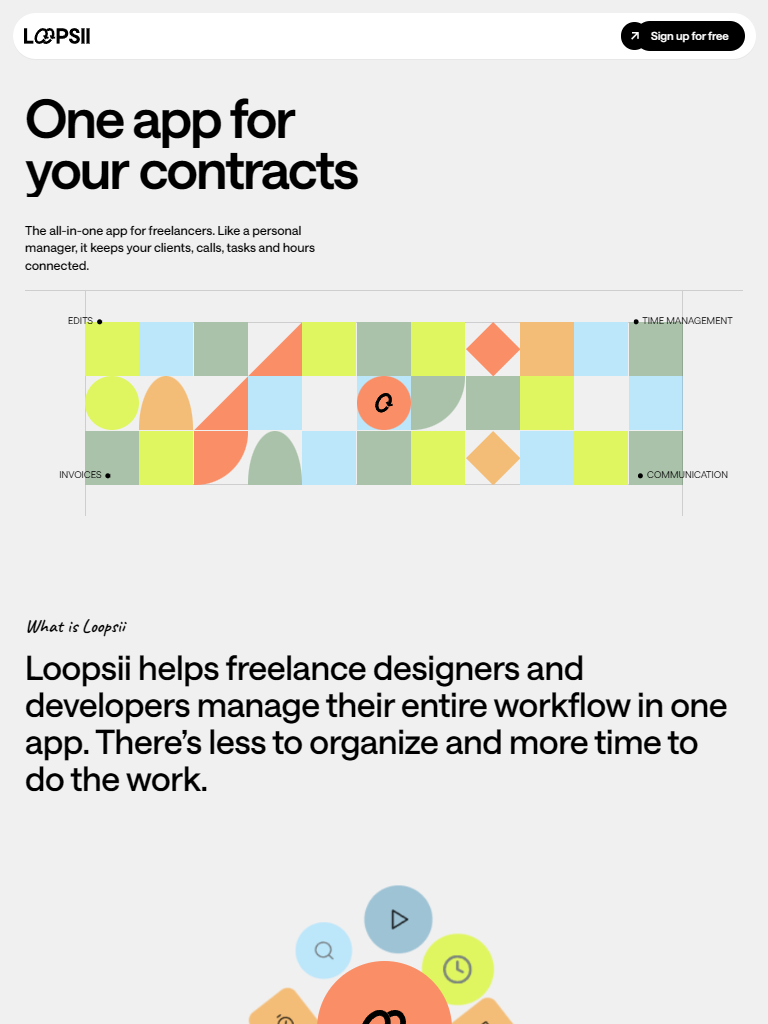 LOOPSII
Sign up for free
One app for
your contracts
The all-in-one app for freelancers. Like a personal
manager, it keeps your clients, calls, tasks and hours
connected.
EDITS
TIME MANAGEMENT
INVOICES
COMMUNICATION
What is Loopsii
Loopsii helps freelance designers and
developers manage their entire workflow in one
app. There’s less to organize and more time to
do the work.